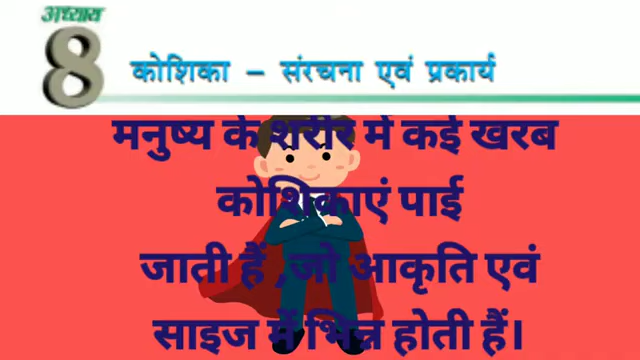 अध्याय
8
कोशिका – संरचना एवं प्रकार्य
मनुष्य के शरीर में कई खरब
कोशिकाएं पाई
जाती हैं ,जो आकृति एवं
साइज में भिन्न होती हैं।